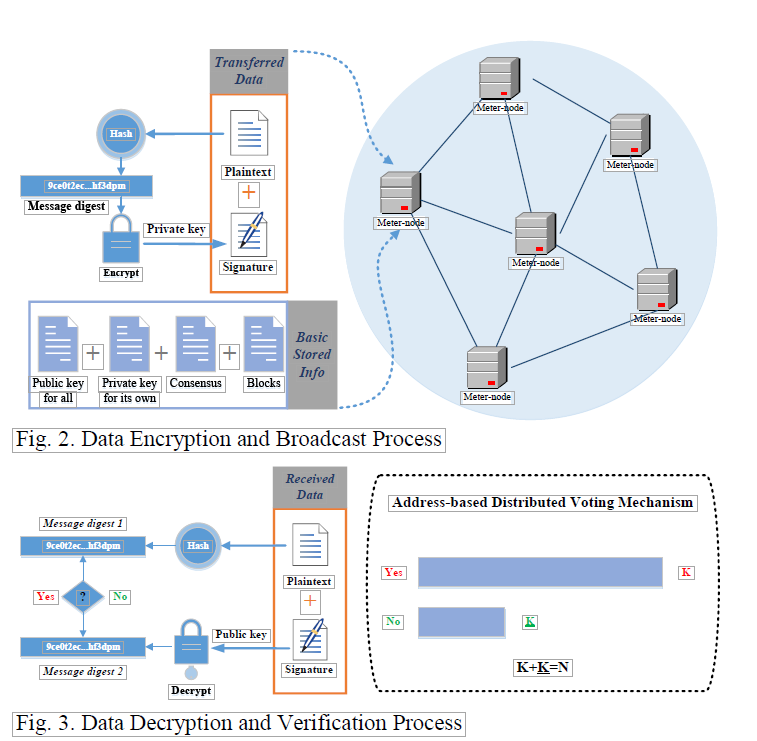 Transferred
Data
Hash
Plaintext
+
9ce0t2ec...hf3dpm
Message digest
Private key
Encrypt
Signature
Meter-node
Meter-node
Meter-node
Meter-node
Meter-node
Meter-node
+
+
+
Public key
for all
Private key
for its own
Consensus
Blocks
Basic
Stored
Info
Fig. 2. Data Encryption and Broadcast Process
Received
Data
Message digest 1
9ce0t2ec...hf3dpm
Hash
Plaintext
+
Yes
?
No
9ce0t2ec...hf3dpm
Message digest 2
Public key
Decrypt
Signature
Address-based Distributed Voting Mechanism
Yes
K
No
K
K+K=N
Fig. 3. Data Decryption and Verification Process